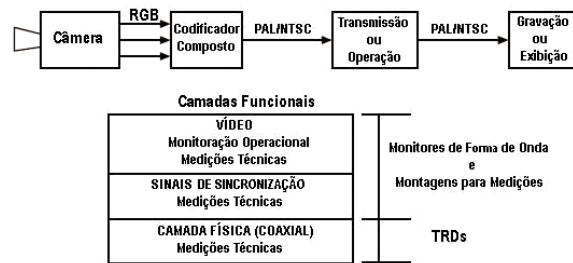 RGB
Câmera
Codificador
Composto
PAL/NTSC
Transmissão
ou
Operação
PAL/NTSC
Gravação
ou
Exibição
Camadas Funcionais
VÍDEO
Monitoração Operacional
Medições Técnicas
SINAIS DE SINCRONIZAÇÃO
Medições Técnicas
CAMADA FÍSICA (COAXIAL)
Medições Técnicas
Monitores de Forma de Onda
e
Montagens para Medições
TRDs